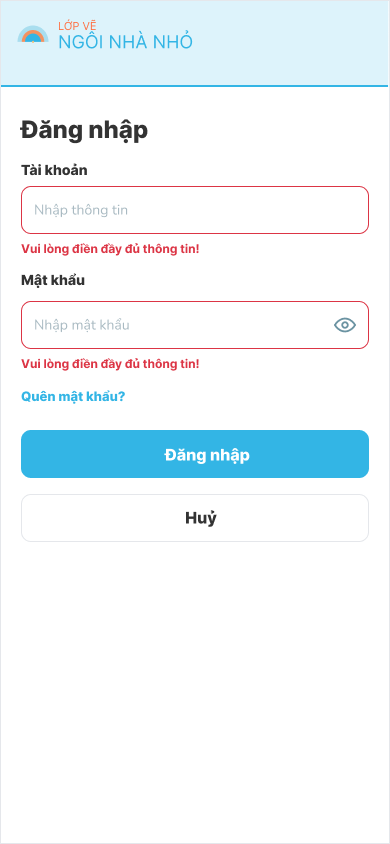 LỚP VẼ
NGÔI NHÀ NHỎ
Đăng nhập
Tài khoản
Nhập thông tin
Vui lòng điền đầy đủ thông tin!
Mật khẩu
Nhập mật khẩu
Vui lòng điền đầy đủ thông tin!
Quên mật khẩu?
Đăng nhập
Huỷ